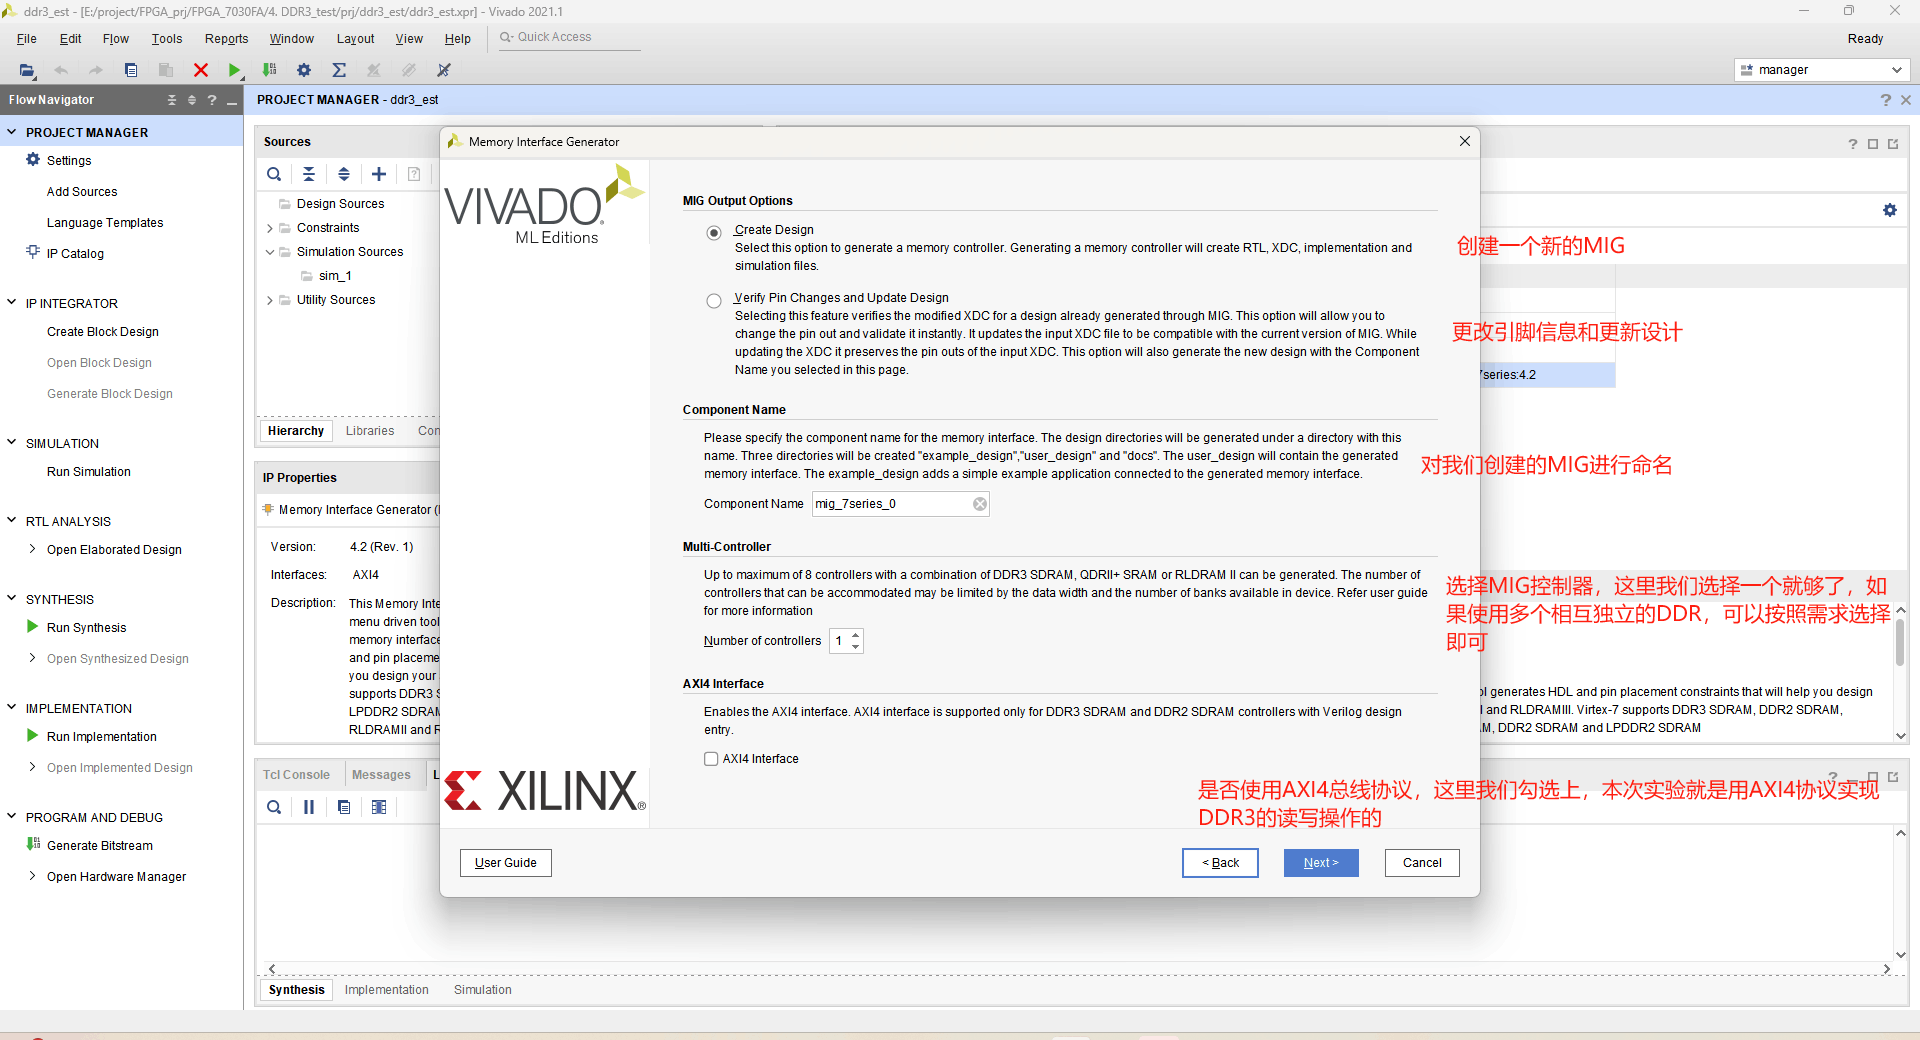 ddr3_est - [E:/project/FPGA_prj/FPGA_7030FA/4. DDR3_test/prj/ddr3_est/ddr3_est.xpr] - Vivado 2021.1
File Edit Flow Tools Reports Window Layout View Help Quick Access
Ready
manager
Flow Navigator
PROJECT MANAGER - ddr3_est
PROJECT MANAGER
Settings
Add Sources
Language Templates
IP Catalog
IP INTEGRATOR
Create Block Design
Open Block Design
Generate Block Design
SIMULATION
Run Simulation
RTL ANALYSIS
Open Elaborated Design
SYNTHESIS
Run Synthesis
Open Synthesized Design
IMPLEMENTATION
Run Implementation
Open Implemented Design
PROGRAM AND DEBUG
Generate Bitstream
Open Hardware Manager
Sources
Design Sources
Constraints
Simulation Sources
sim_1
Utility Sources
Hierarchy Libraries Con
IP Properties
Memory Interface Generator (
Version: 4.2 (Rev. 1)
Interfaces: AXI4
Description: This Memory Inte
menu driven tool
memory interface
and pin placeme
you design your
supports DDR3 S
LPDDR2 SDRAM
RLDRAMII and R
Tcl Console Messages L
Synthesis Implementation Simulation
Memory Interface Generator
VIVADO
ML Editions
MIG Output Options
Create Design
Select this option to generate a memory controller. Generating a memory controller will create RTL, XDC, implementation and
simulation files.
创建一个新的MIG
Verify Pin Changes and Update Design
Selecting this feature verifies the modified XDC for a design already generated through MIG. This option will allow you to
change the pin out and validate it instantly. It updates the input XDC file to be compatible with the current version of MIG. While
updating the XDC it preserves the pin outs of the input XDC. This option will also generate the new design with the Component
Name you selected in this page.
更改引脚信息和更新设计
7series:4.2
Component Name
Please specify the component name for the memory interface. The design directories will be generated under a directory with this
name. Three directories will be created "example_design","user_design" and "docs". The user_design will contain the generated
memory interface. The example_design adds a simple example application connected to the generated memory interface.
对我们创建的MIG进行命名
Component Name mig_7series_0
Multi-Controller
Up to maximum of 8 controllers with a combination of DDR3 SDRAM, QDRII+ SRAM or RLDRAM II can be generated. The number of
controllers that can be accommodated may be limited by the data width and the number of banks available in device. Refer user guide
for more information
Number of controllers 1
选择MIG控制器，这里我们选择一个就够了，如
果使用多个相互独立的DDR，可以按照需求选择
即可
AXI4 Interface
Enables the AXI4 interface. AXI4 interface is supported only for DDR3 SDRAM and DDR2 SDRAM controllers with Verilog design
entry.
AXI4 Interface
ol generates HDL and pin placement constraints that will help you design
I and RLDRAMIII. Virtex-7 supports DDR3 SDRAM, DDR2 SDRAM,
M, DDR2 SDRAM and LPDDR2 SDRAM
XILINX
是否使用AXI4总线协议，这里我们勾选上，本次实验就是用AXI4协议实现
DDR3的读写操作的
User Guide < Back Next > Cancel